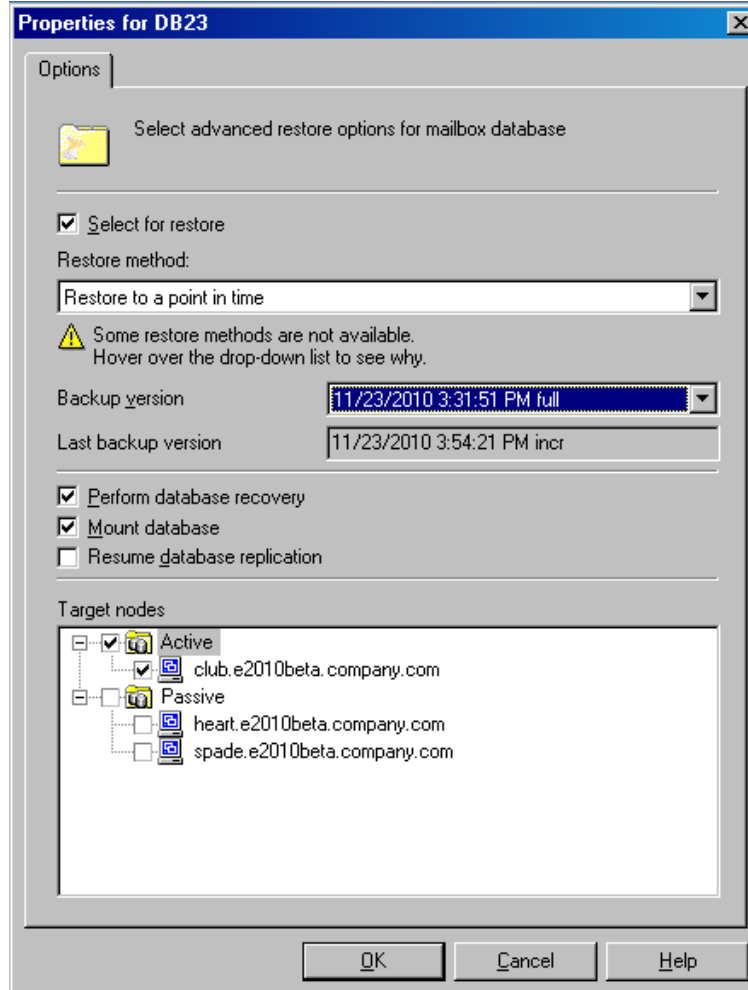 Properties for DB23
Options
Select advanced restore options for mailbox database
Select for restore
Restore method:
Restore to a point in time
Some restore methods are not available.
Hover over the drop-down list to see why.
Backup version 11/23/2010 3:31:51 PM full
Last backup version 11/23/2010 3:54:21 PM incr
Perform database recovery
Mount database
Resume database replication
Target nodes
Active
club.e2010beta.company.com
Passive
heart.e2010beta.company.com
spade.e2010beta.company.com
OK Cancel Help